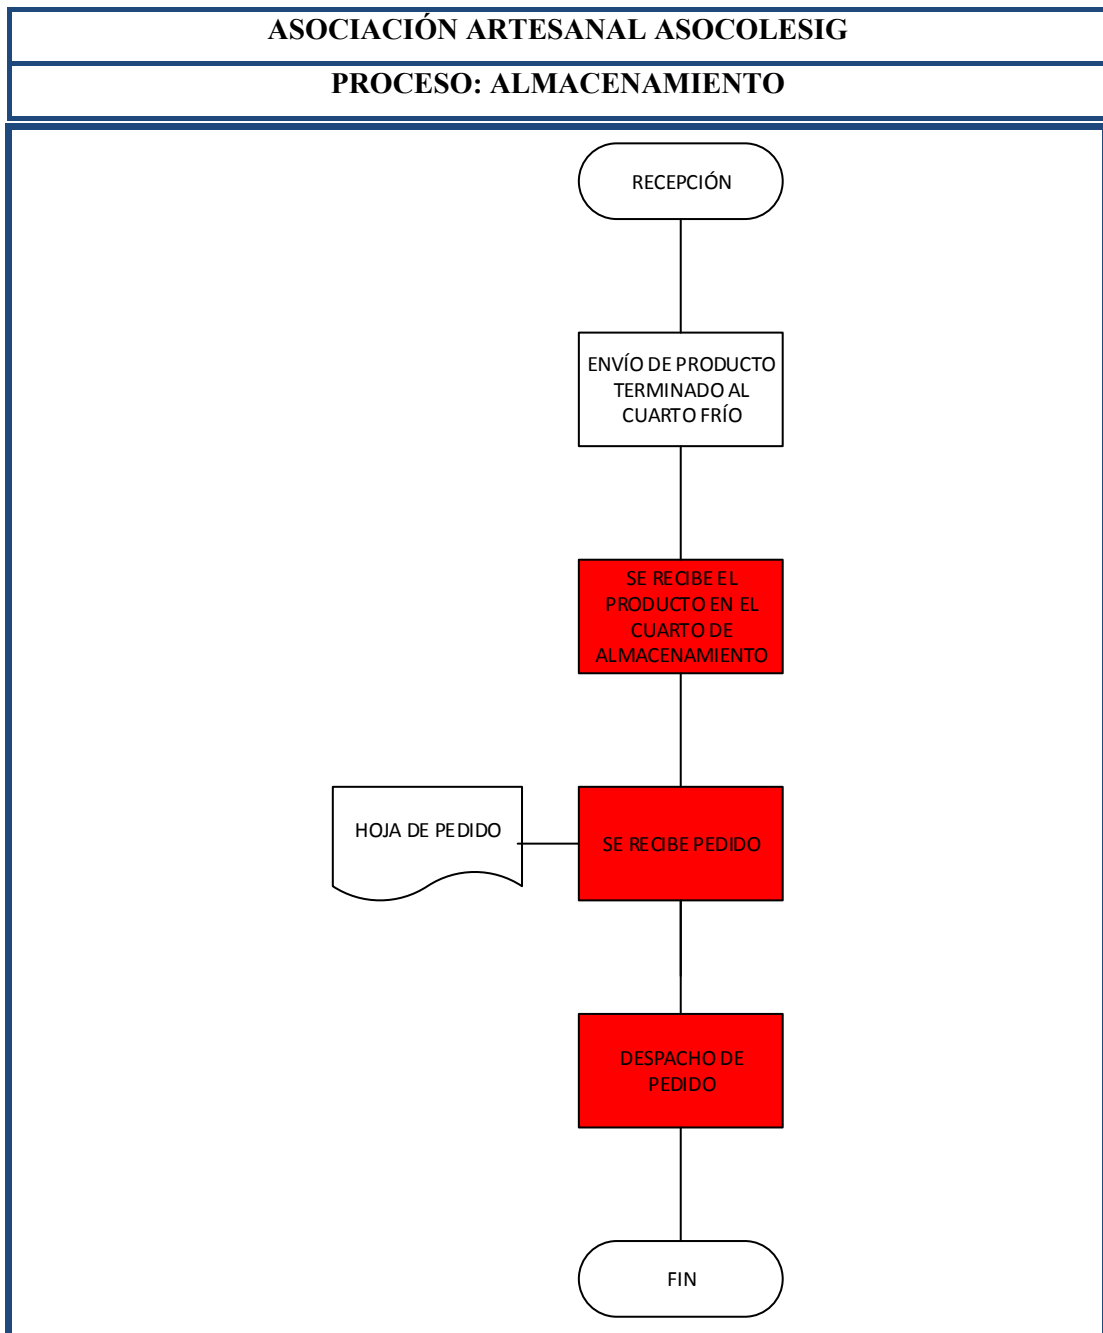 ASOCIACIÓN ARTESANAL ASOCOLESIG
PROCESO: ALMACENAMIENTO
RECEPCIÓN
ENVÍO DE PRODUCTO
TERMINADO AL
CUARTO FRÍO
SE RECIBE EL
PRODUCTO EN EL
CUARTO DE
ALMACENAMIENTO
HOJA DE PEDIDO
SE RECIBE PEDIDO
DESPACHO DE
PEDIDO
FIN